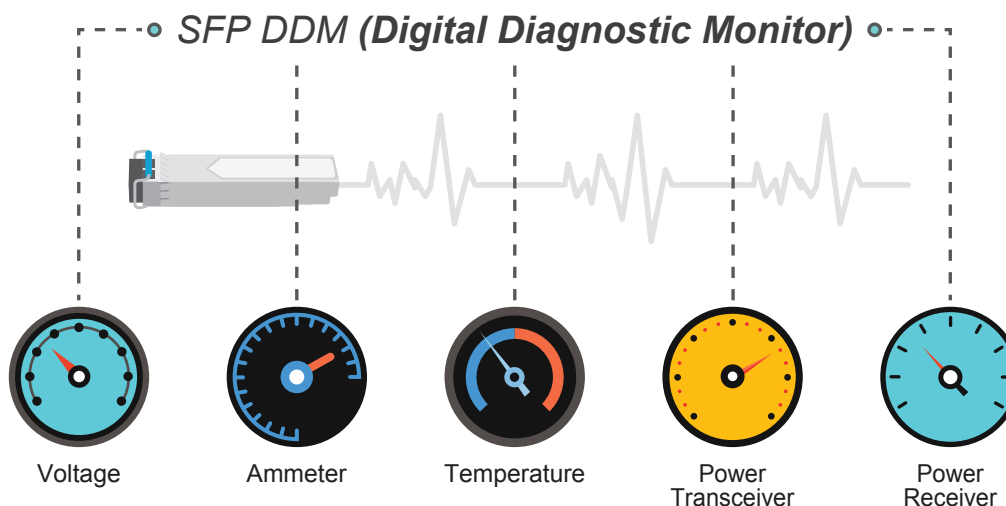 SFP DDM (Digital Diagnostic Monitor)
Voltage
Ammeter
Temperature
Power
Transceiver
Power
Receiver